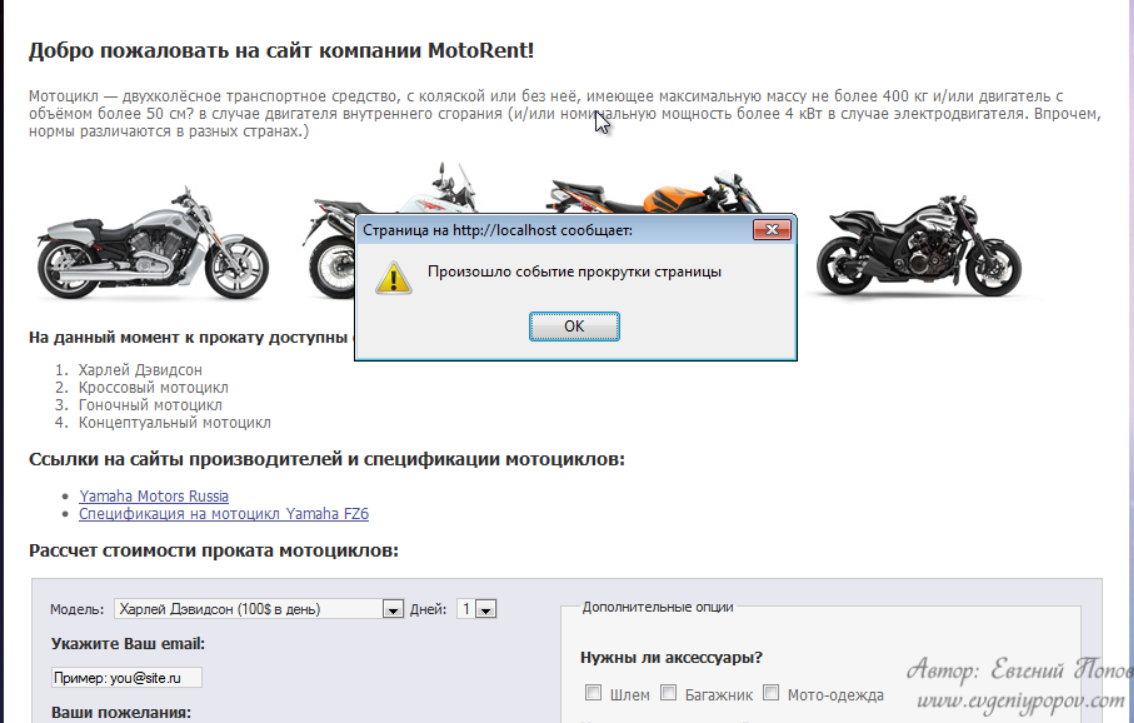 Добро пожаловать на сайт компании MotoRent!
Мотоцикл — двухколёсное транспортное средство, с коляской или без неё, имеющее максимальную массу не более 400 кг и/или двигатель с
объёмом более 50 см? в случае двигателя внутреннего сгорания (и/или номинальную мощность более 4 кВт в случае электродвигателя. Впрочем,
нормы различаются в разных странах.)
Страница на http://localhost сообщает:
Произошло событие прокрутки страницы
OK
На данный момент к прокату доступны
1. Харлей Дэвидсон
2. Кроссовый мотоцикл
3. Гоночный мотоцикл
4. Концептуальный мотоцикл
Ссылки на сайты производителей и спецификации мотоциклов:
• Yamaha Motors Russia
• Спецификация на мотоцикл Yamaha FZ6
Рассчет стоимости проката мотоциклов:
Модель: Харлей Дэвидсон (100$ в день) Дней: 1
Укажите Ваш email:
Пример: you@site.ru
Ваши пожелания:
Дополнительные опции
Нужны ли аксессуары?
Шлем Багажник Мото-одежда
Автор: Евгений Попов
www.evgeniypopov.com